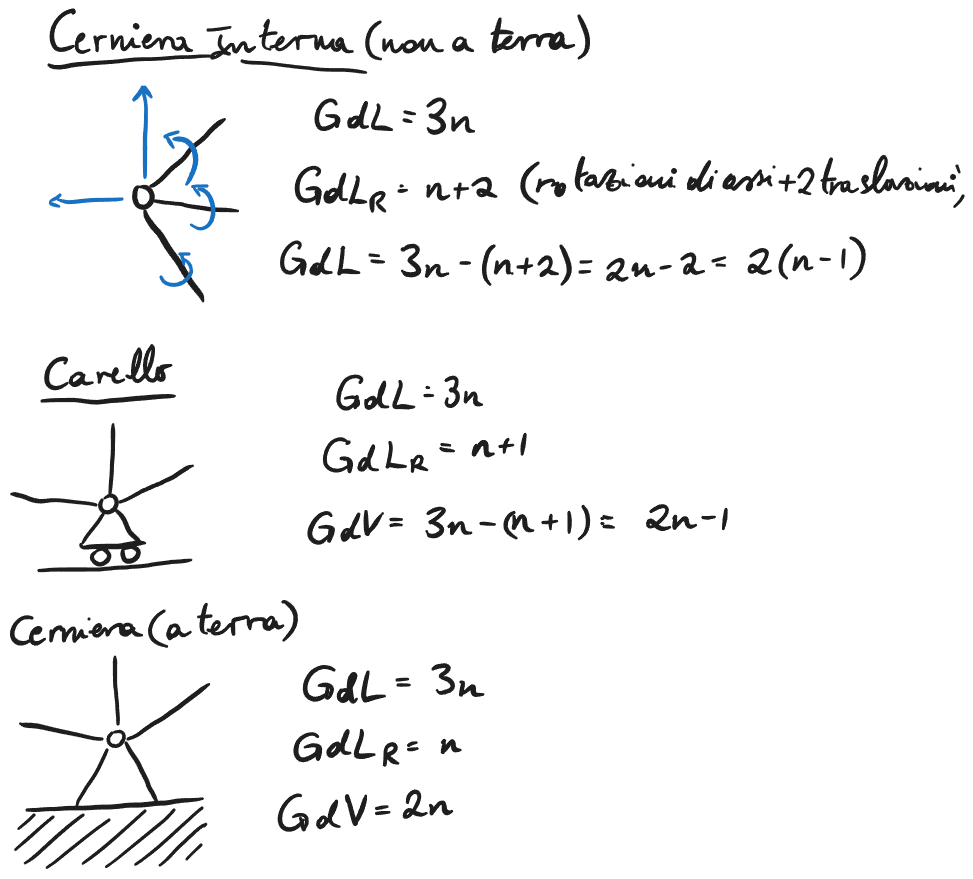 Cerniera Interna (non a terra)
GdL = 3n
GdL_R = n+2 (rotazioni di assi + 2 traslazioni)
GdL = 3n - (n+2) = 2n - 2 = 2(n-1)
Carello
GdL = 3n
GdL_R = n+1
GdV = 3n - (n+1) = 2n - 1
Cerniera (a terra)
GdL = 3n
GdL_R = n
GdV = 2n